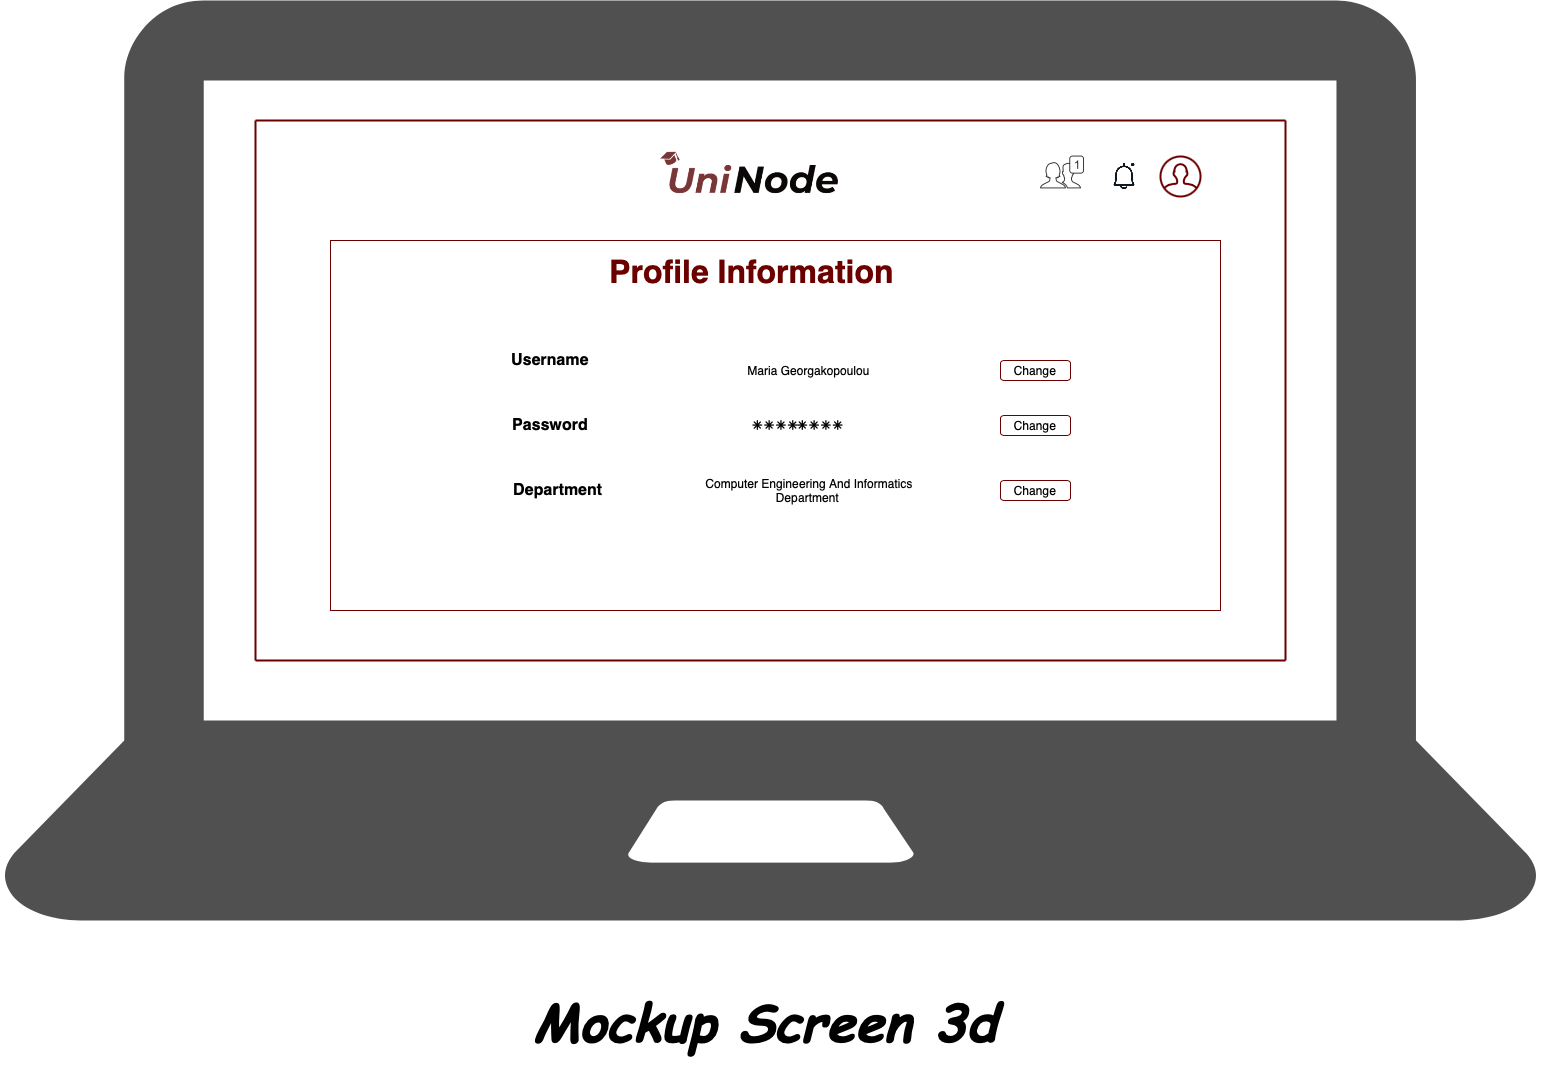 UniNode
1
Profile Information
Username
Maria Georgakopoulou
Change
Password
********
Change
Department
Computer Engineering And Informatics
Department
Change
Mockup Screen 3d